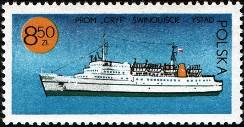 PROM „GRYF” ŚWINOUJŚCIE - YSTAD
8.50
ZŁ
POLSKA